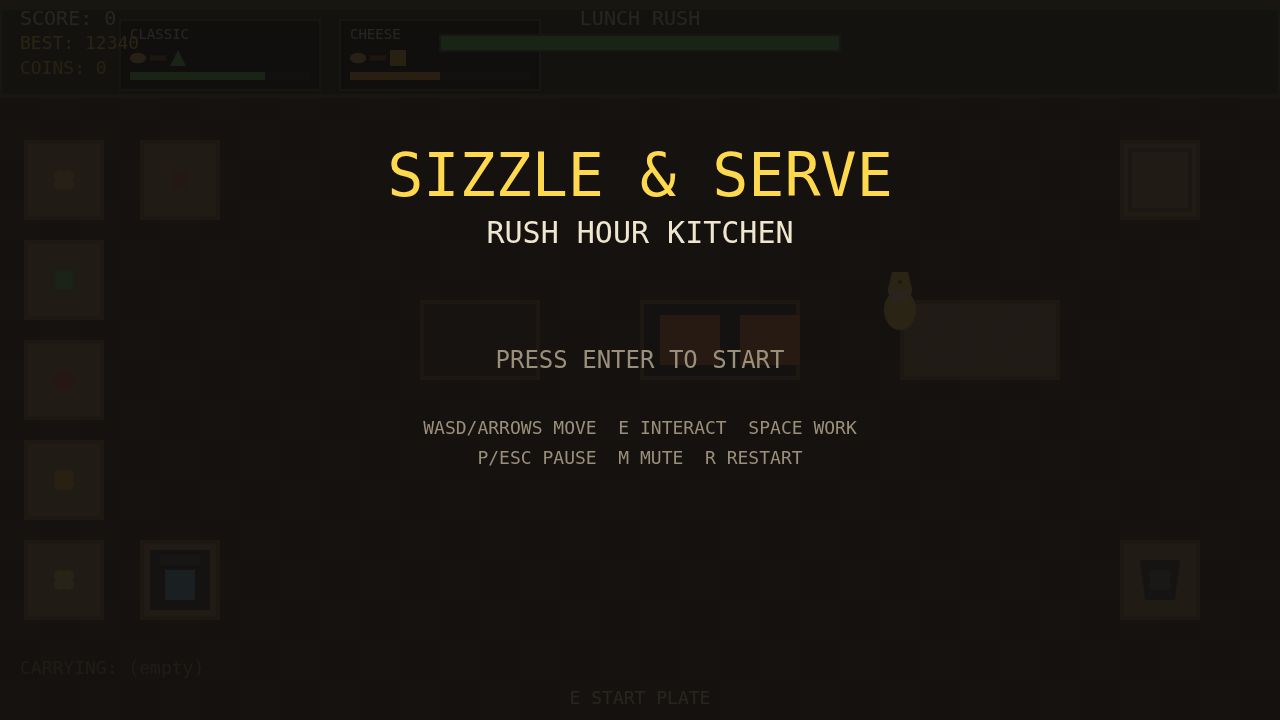 SCORE: 0
LUNCH RUSH
BEST: 12340
CLASSIC
CHEESE
COINS: 0
SIZZLE & SERVE
RUSH HOUR KITCHEN
PRESS ENTER TO START
WASD/ARROWS MOVE  E INTERACT  SPACE WORK
P/ESC PAUSE  M MUTE  R RESTART
CARRYING: (empty)
E START PLATE